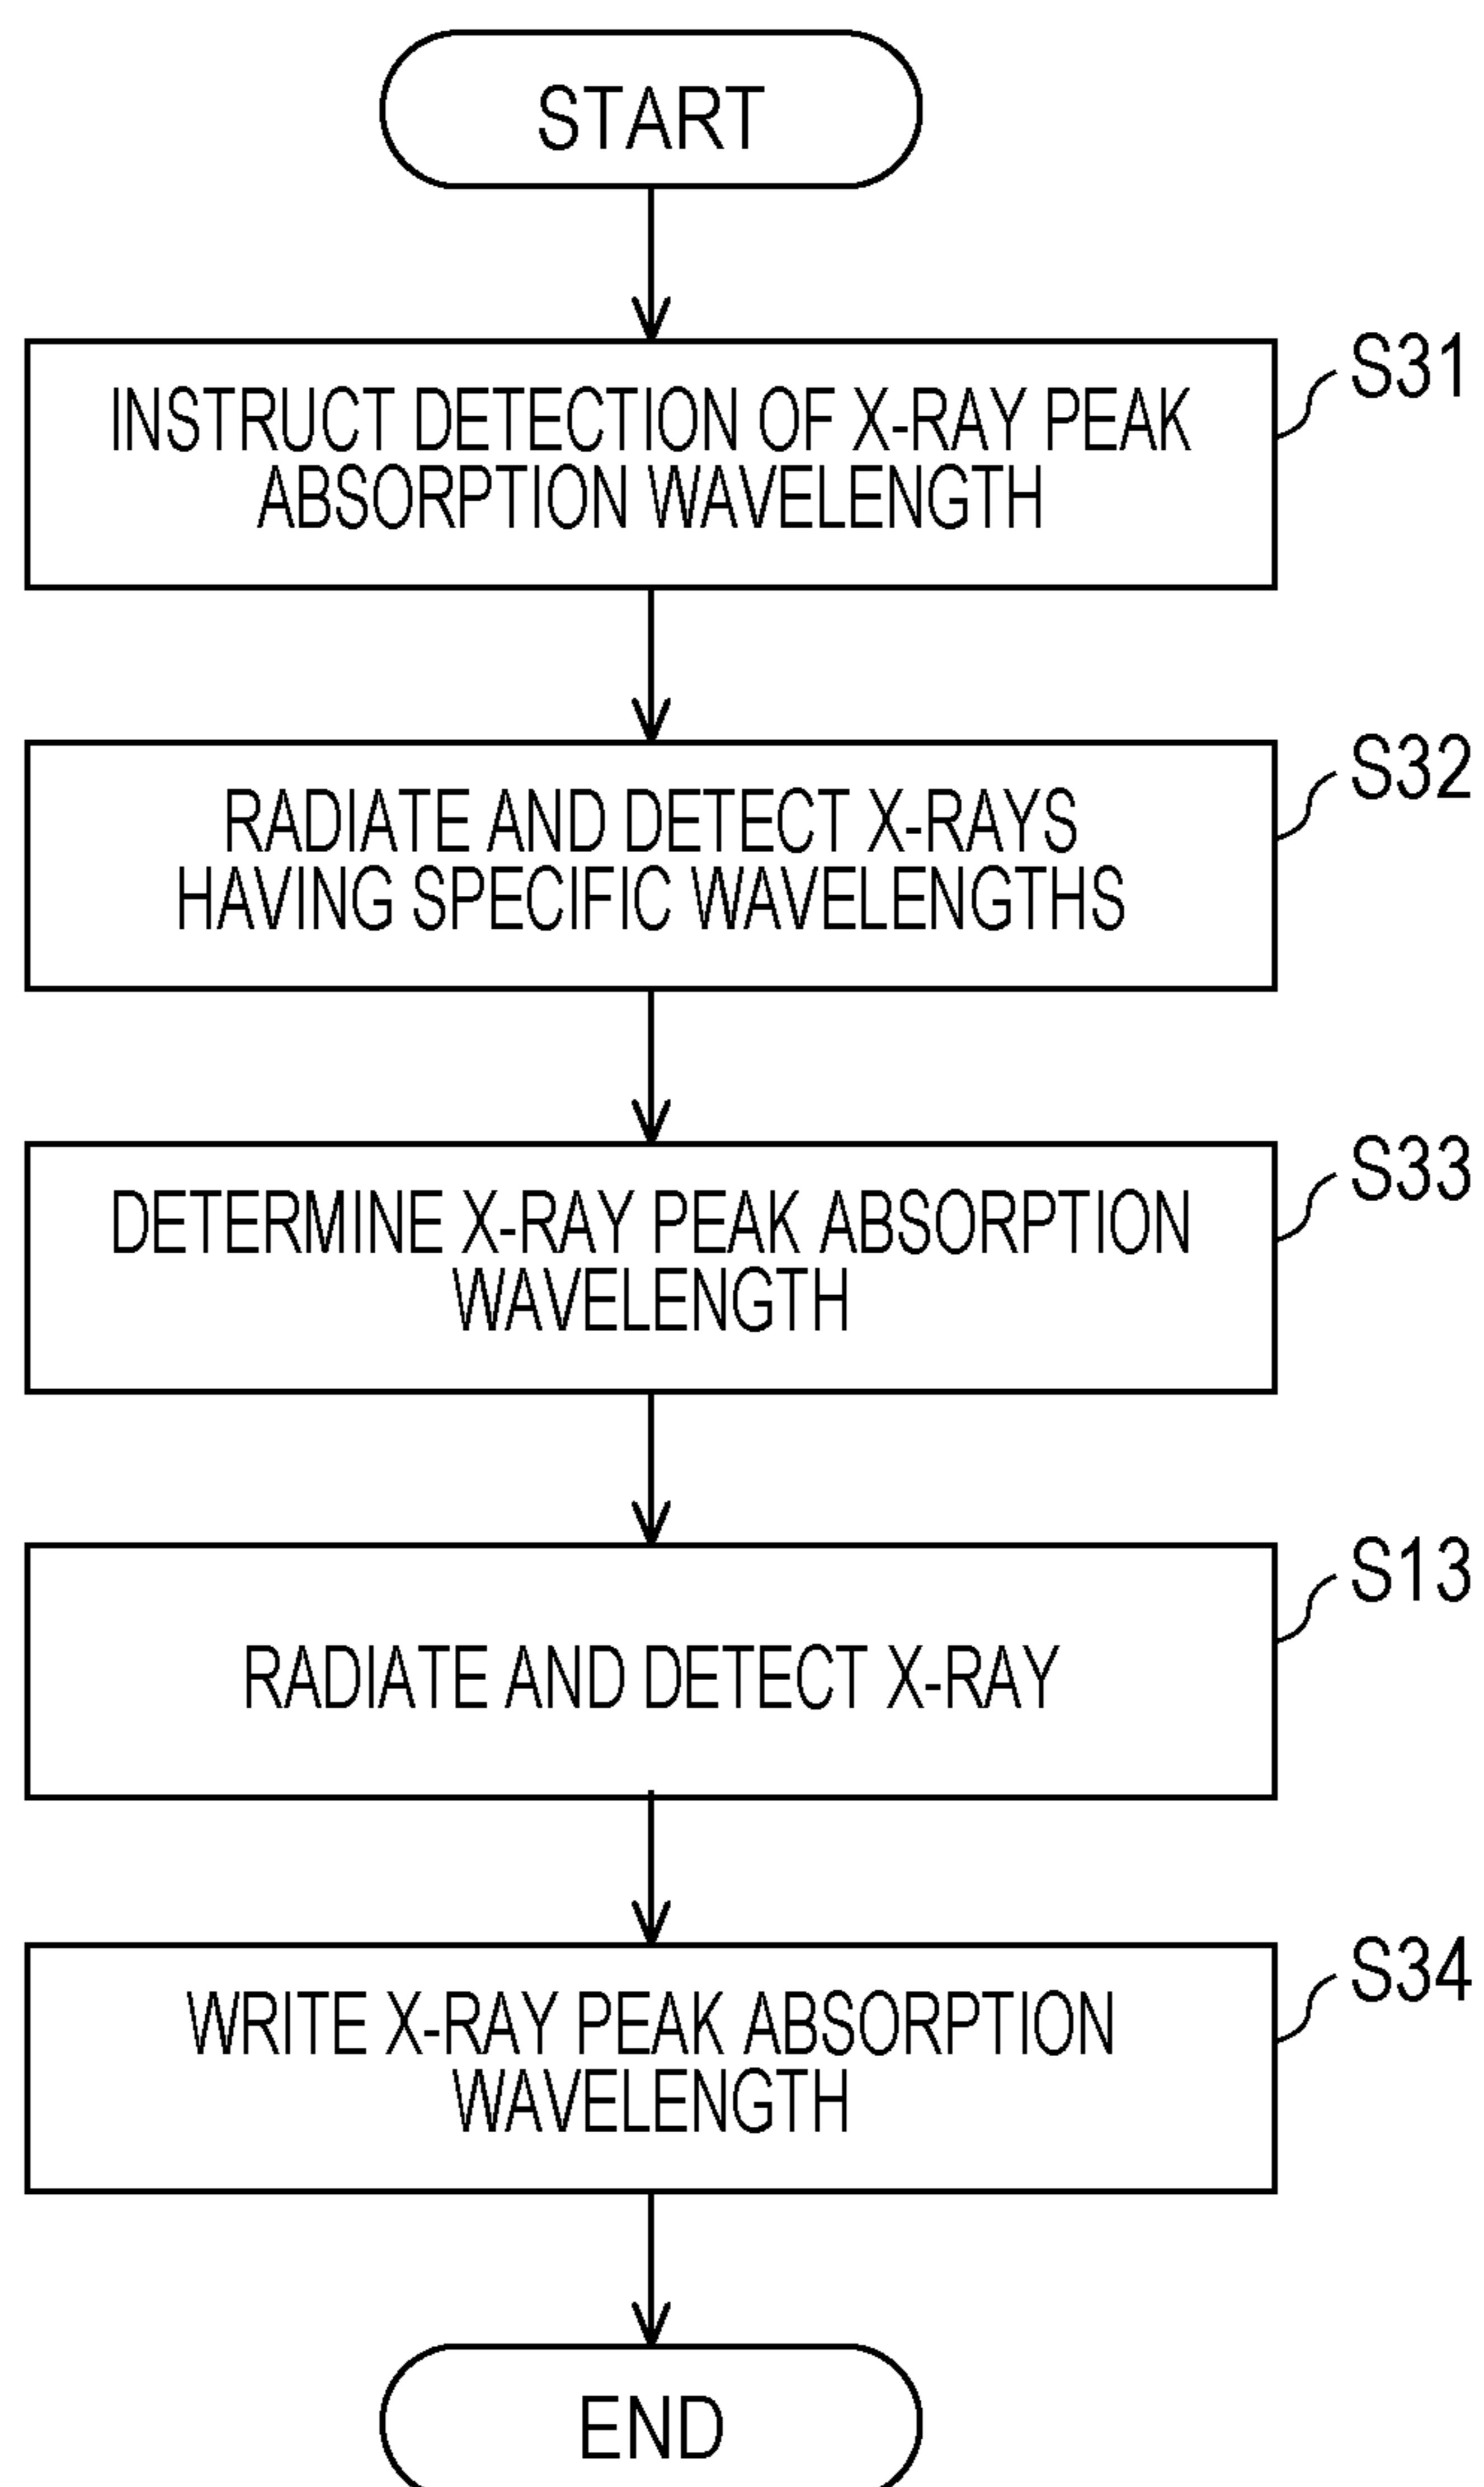 START
S31
INSTRUCT DETECTION OF X-RAY PEAK
ABSORPTION WAVELENGTH
S32
RADIATE AND DETECT X-RAYS
HAVING SPECIFIC WAVELENGTHS
S33
DETERMINE X-RAY PEAK ABSORPTION
WAVELENGTH
S13
RADIATE AND DETECT X-RAY
S34
WRITE X-RAY PEAK ABSORPTION
WAVELENGTH
END